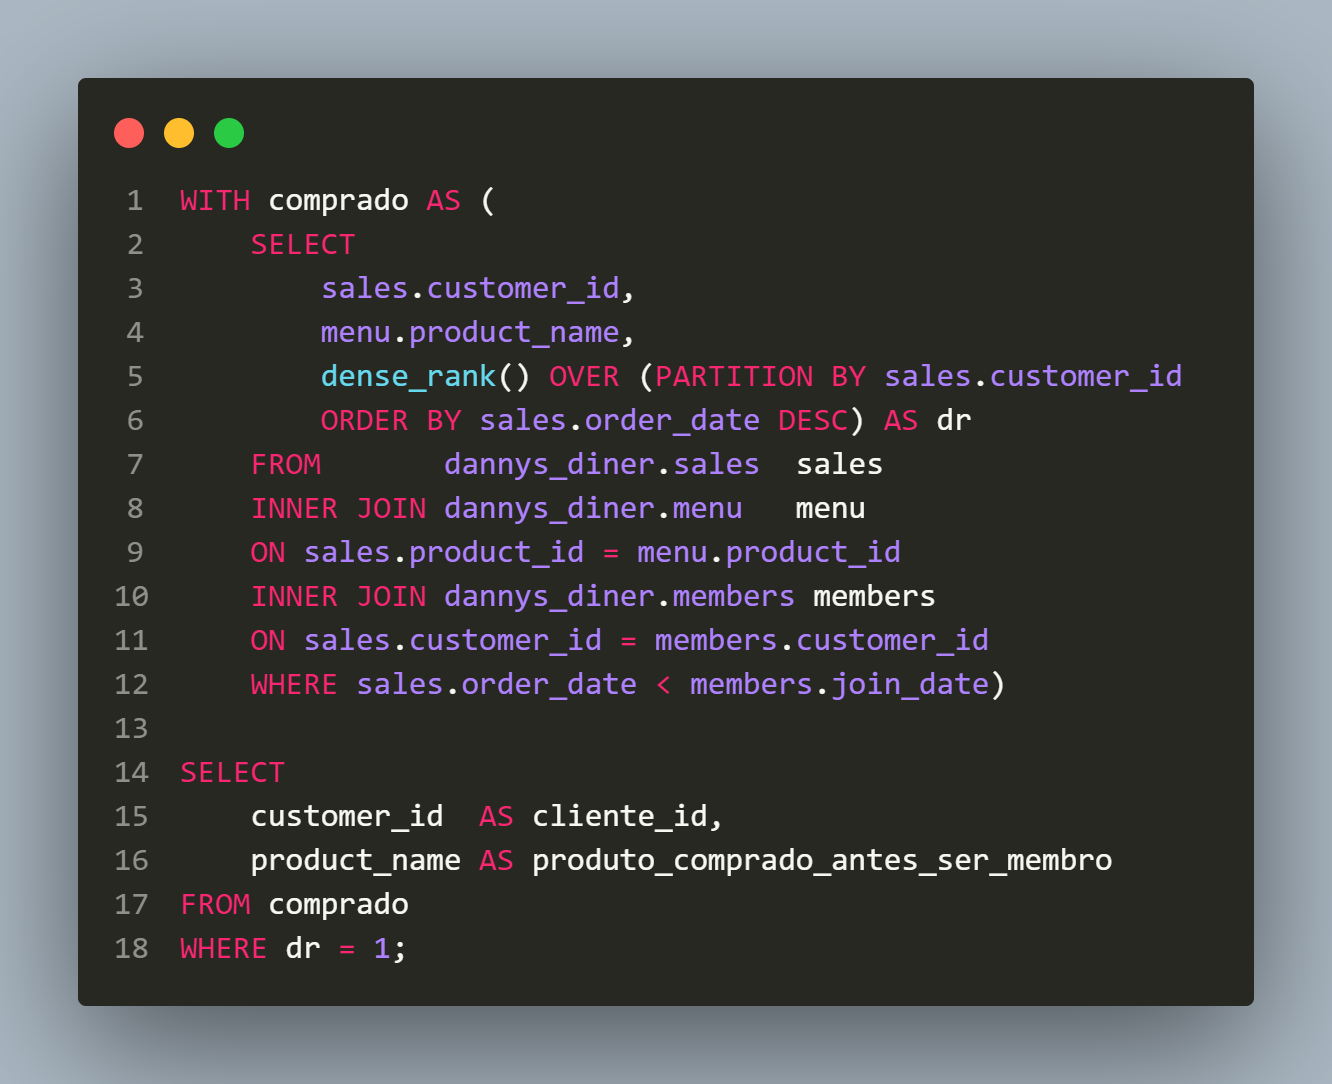 1 WITH comprado AS (
2     SELECT
3         sales.customer_id,
4         menu.product_name,
5         dense_rank() OVER (PARTITION BY sales.customer_id
6         ORDER BY sales.order_date DESC) AS dr
7     FROM       dannys_diner.sales  sales
8     INNER JOIN dannys_diner.menu   menu
9     ON sales.product_id = menu.product_id
10     INNER JOIN dannys_diner.members members
11     ON sales.customer_id = members.customer_id
12     WHERE sales.order_date < members.join_date)
13
14 SELECT
15     customer_id  AS cliente_id,
16     product_name AS produto_comprado_antes_ser_membro
17 FROM comprado
18 WHERE dr = 1;